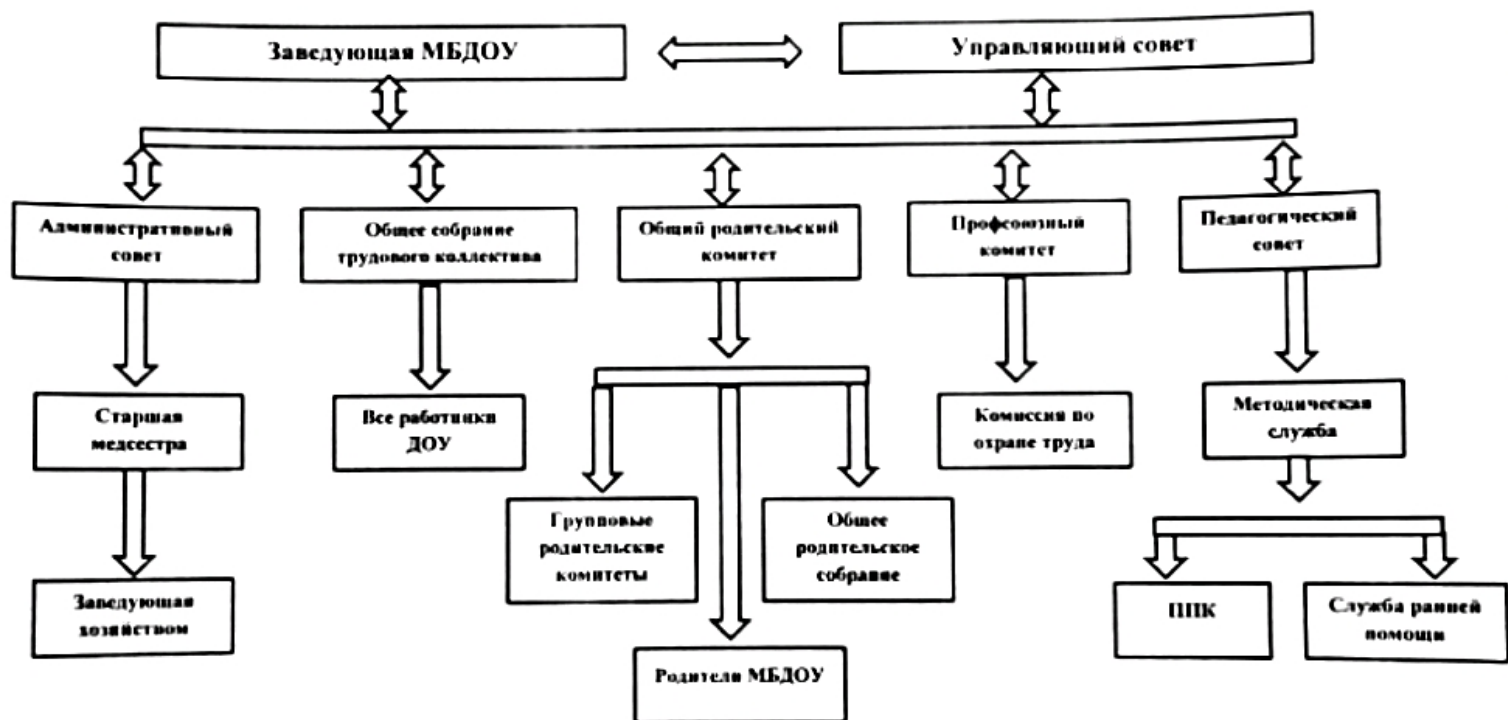 Заведующая МБДОУ
Управляющий совет
Административный
совет
Общее собрание
трудового коллектива
Общий родительский
комитет
Профсоюзный
комитет
Педагогический
совет
Старшая
медсестра
Все работники
ДОУ
Комиссия по
охране труда
Методическая
служба
Групповые
родительские
комитеты
Общее
родительское
собрание
Заведующая
хозяйством
Родители МБДОУ
ППК
Служба ранней
помощи